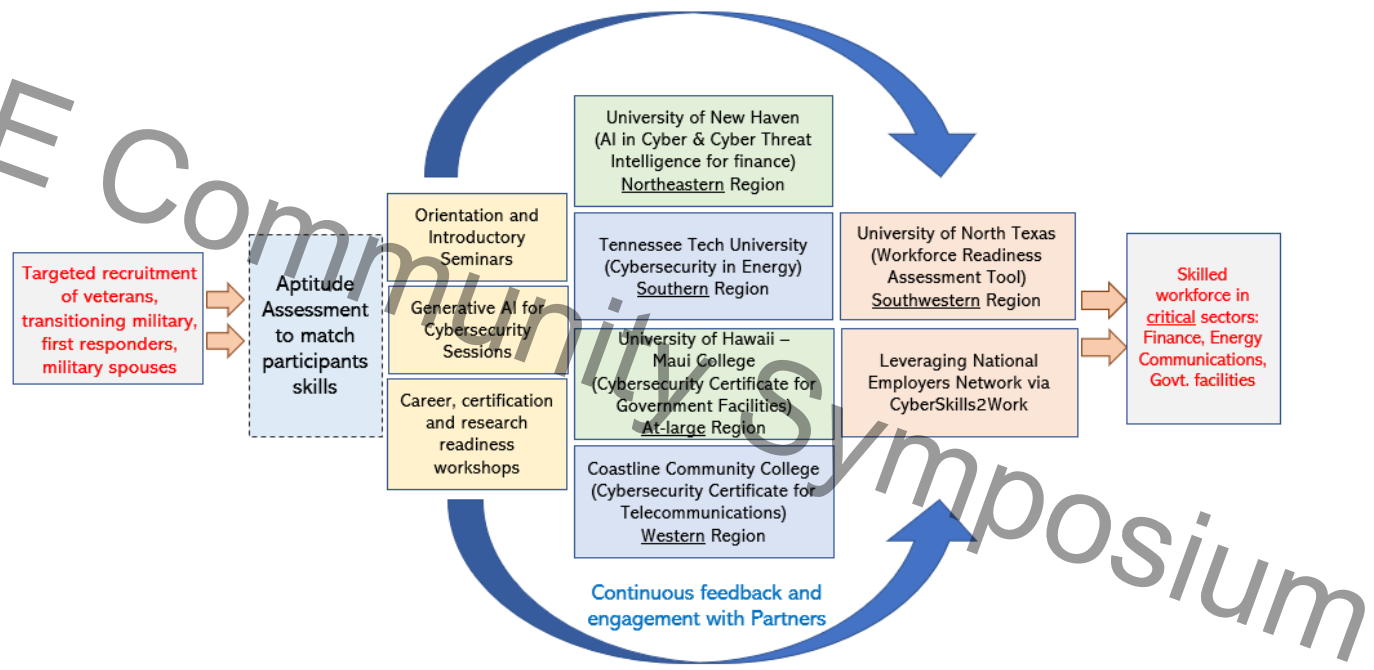 Targeted recruitment
of veterans,
transitioning military,
first responders,
military spouses
Aptitude
Assessment
to match
participants
skills
Orientation and
Introductory
Seminars
Generative AI for
Cybersecurity
Sessions
Career, certification
and research
readiness
workshops
University of New Haven
(AI in Cyber & Cyber Threat
Intelligence for finance)
Northeastern Region
Tennessee Tech University
(Cybersecurity in Energy)
Southern Region
University of Hawaii –
Maui College
(Cybersecurity Certificate for
Government Facilities)
At-large Region
Coastline Community College
(Cybersecurity Certificate for
Telecommunications)
Western Region
University of North Texas
(Workforce Readiness
Assessment Tool)
Southwestern Region
Leveraging National
Employers Network via
CyberSkills2Work
Skilled
workforce in
critical sectors:
Finance, Energy
Communications,
Govt. facilities
Continuous feedback and
engagement with Partners
E Community Symposium